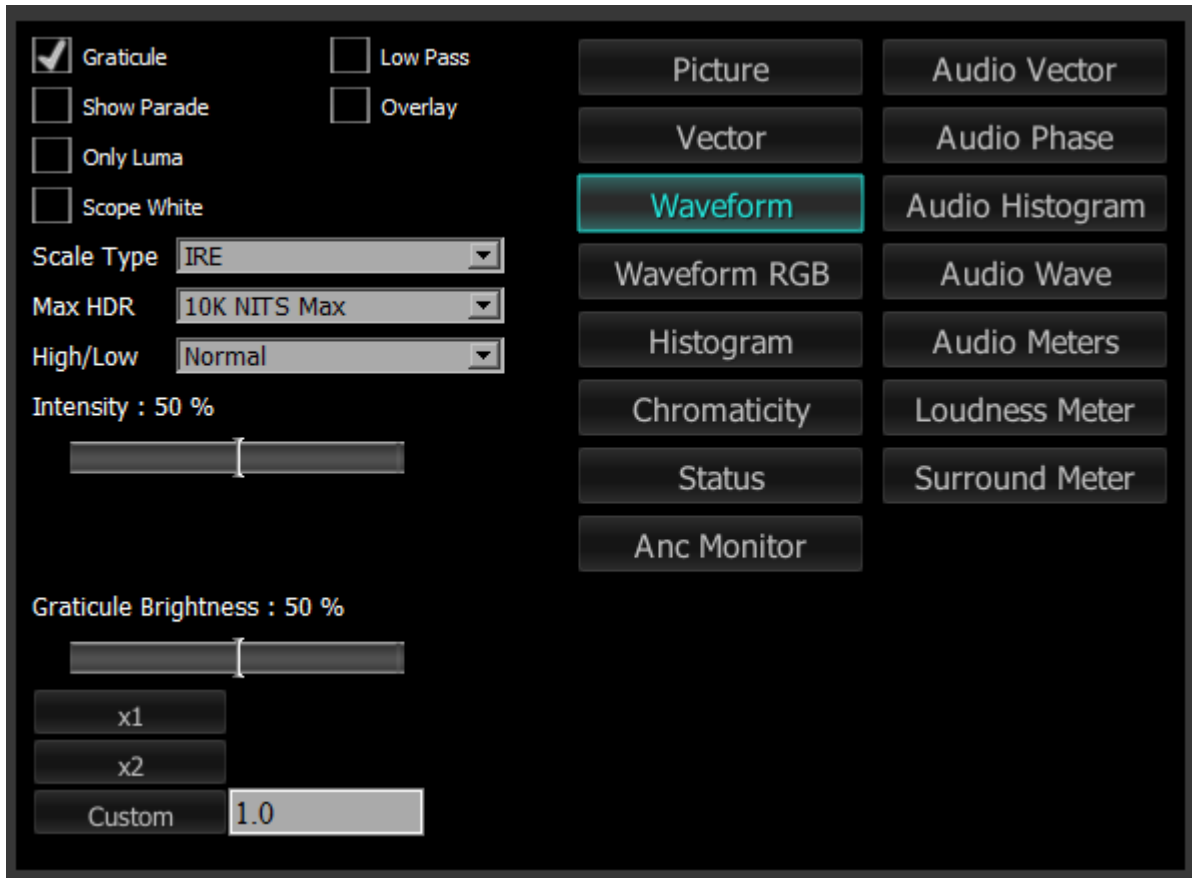 Graticule
Low Pass
Show Parade
Overlay
Only Luma
Scope White
Scale Type IRE
Max HDR 10K NITS Max
High/Low Normal
Intensity : 50 %
Graticule Brightness : 50 %
x1
x2
Custom 1.0
Picture
Audio Vector
Vector
Audio Phase
Waveform
Audio Histogram
Waveform RGB
Audio Wave
Histogram
Audio Meters
Chromaticity
Loudness Meter
Status
Surround Meter
Anc Monitor